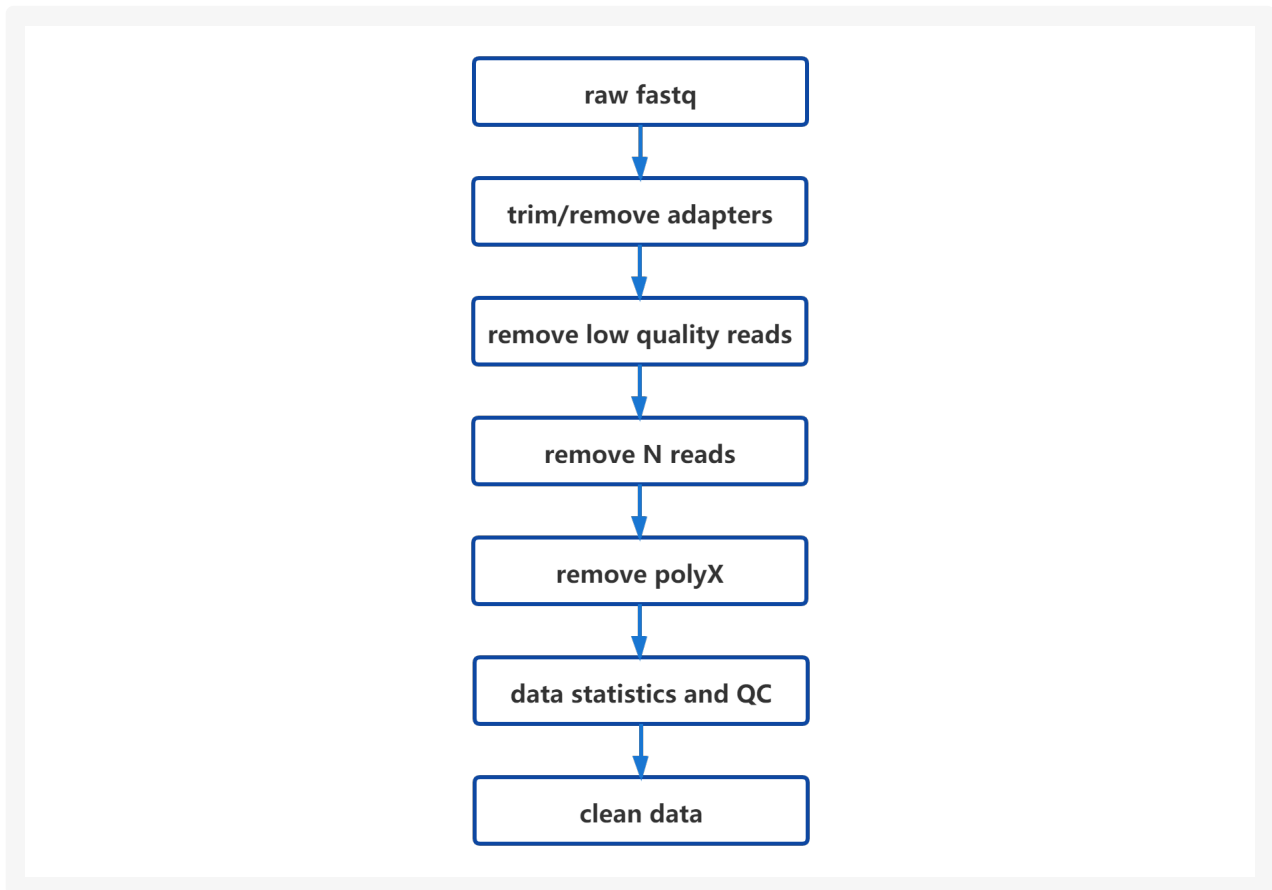 raw fastq
trim/remove adapters
remove low quality reads
remove N reads
remove polyX
data statistics and QC
clean data